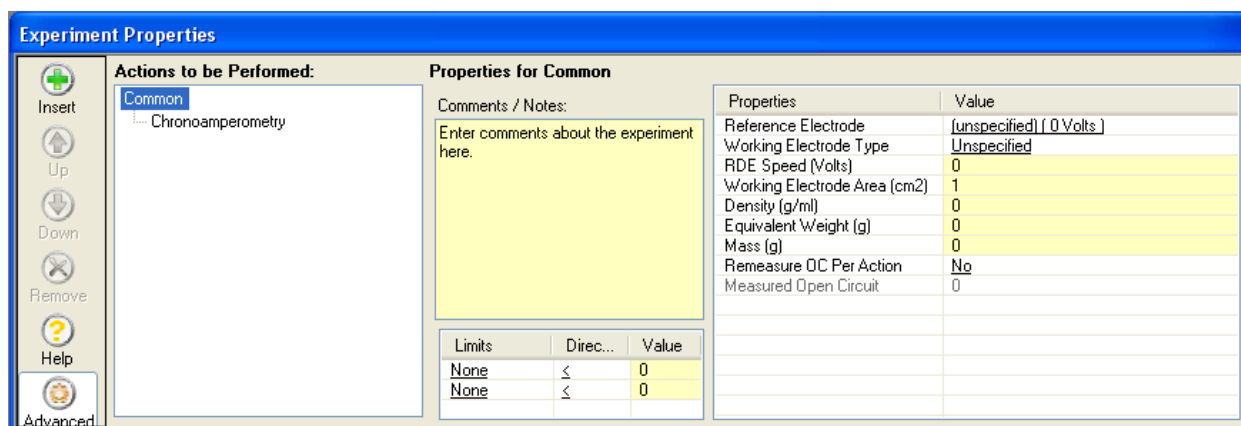 Experiment Properties
Insert
Up
Down
Remove
Help
Advanced
Actions to be Performed:
Common
Chronoamperometry
Properties for Common
Comments / Notes:
Enter comments about the experiment
here.
Limits Direc... Value
None < 0
None < 0
Properties Value
Reference Electrode (unspecified) ( 0 Volts )
Working Electrode Type Unspecified
RDE Speed (Volts) 0
Working Electrode Area (cm2) 1
Density (g/ml) 0
Equivalent Weight (g) 0
Mass (g) 0
Remeasure OC Per Action No
Measured Open Circuit 0